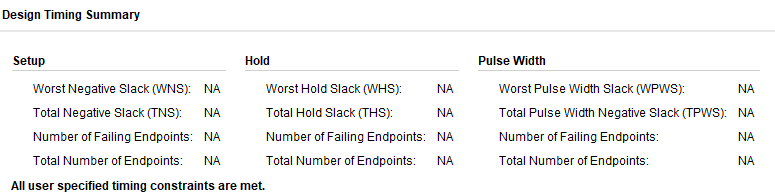 Design Timing Summary
Setup Hold Pulse Width
Worst Negative Slack (WNS): NA Worst Hold Slack (WHS): NA Worst Pulse Width Slack (WPWS): NA
Total Negative Slack (TNS): NA Total Hold Slack (THS): NA Total Pulse Width Negative Slack (TPWS): NA
Number of Failing Endpoints: NA Number of Failing Endpoints: NA Number of Failing Endpoints: NA
Total Number of Endpoints: NA Total Number of Endpoints: NA Total Number of Endpoints: NA
All user specified timing constraints are met.